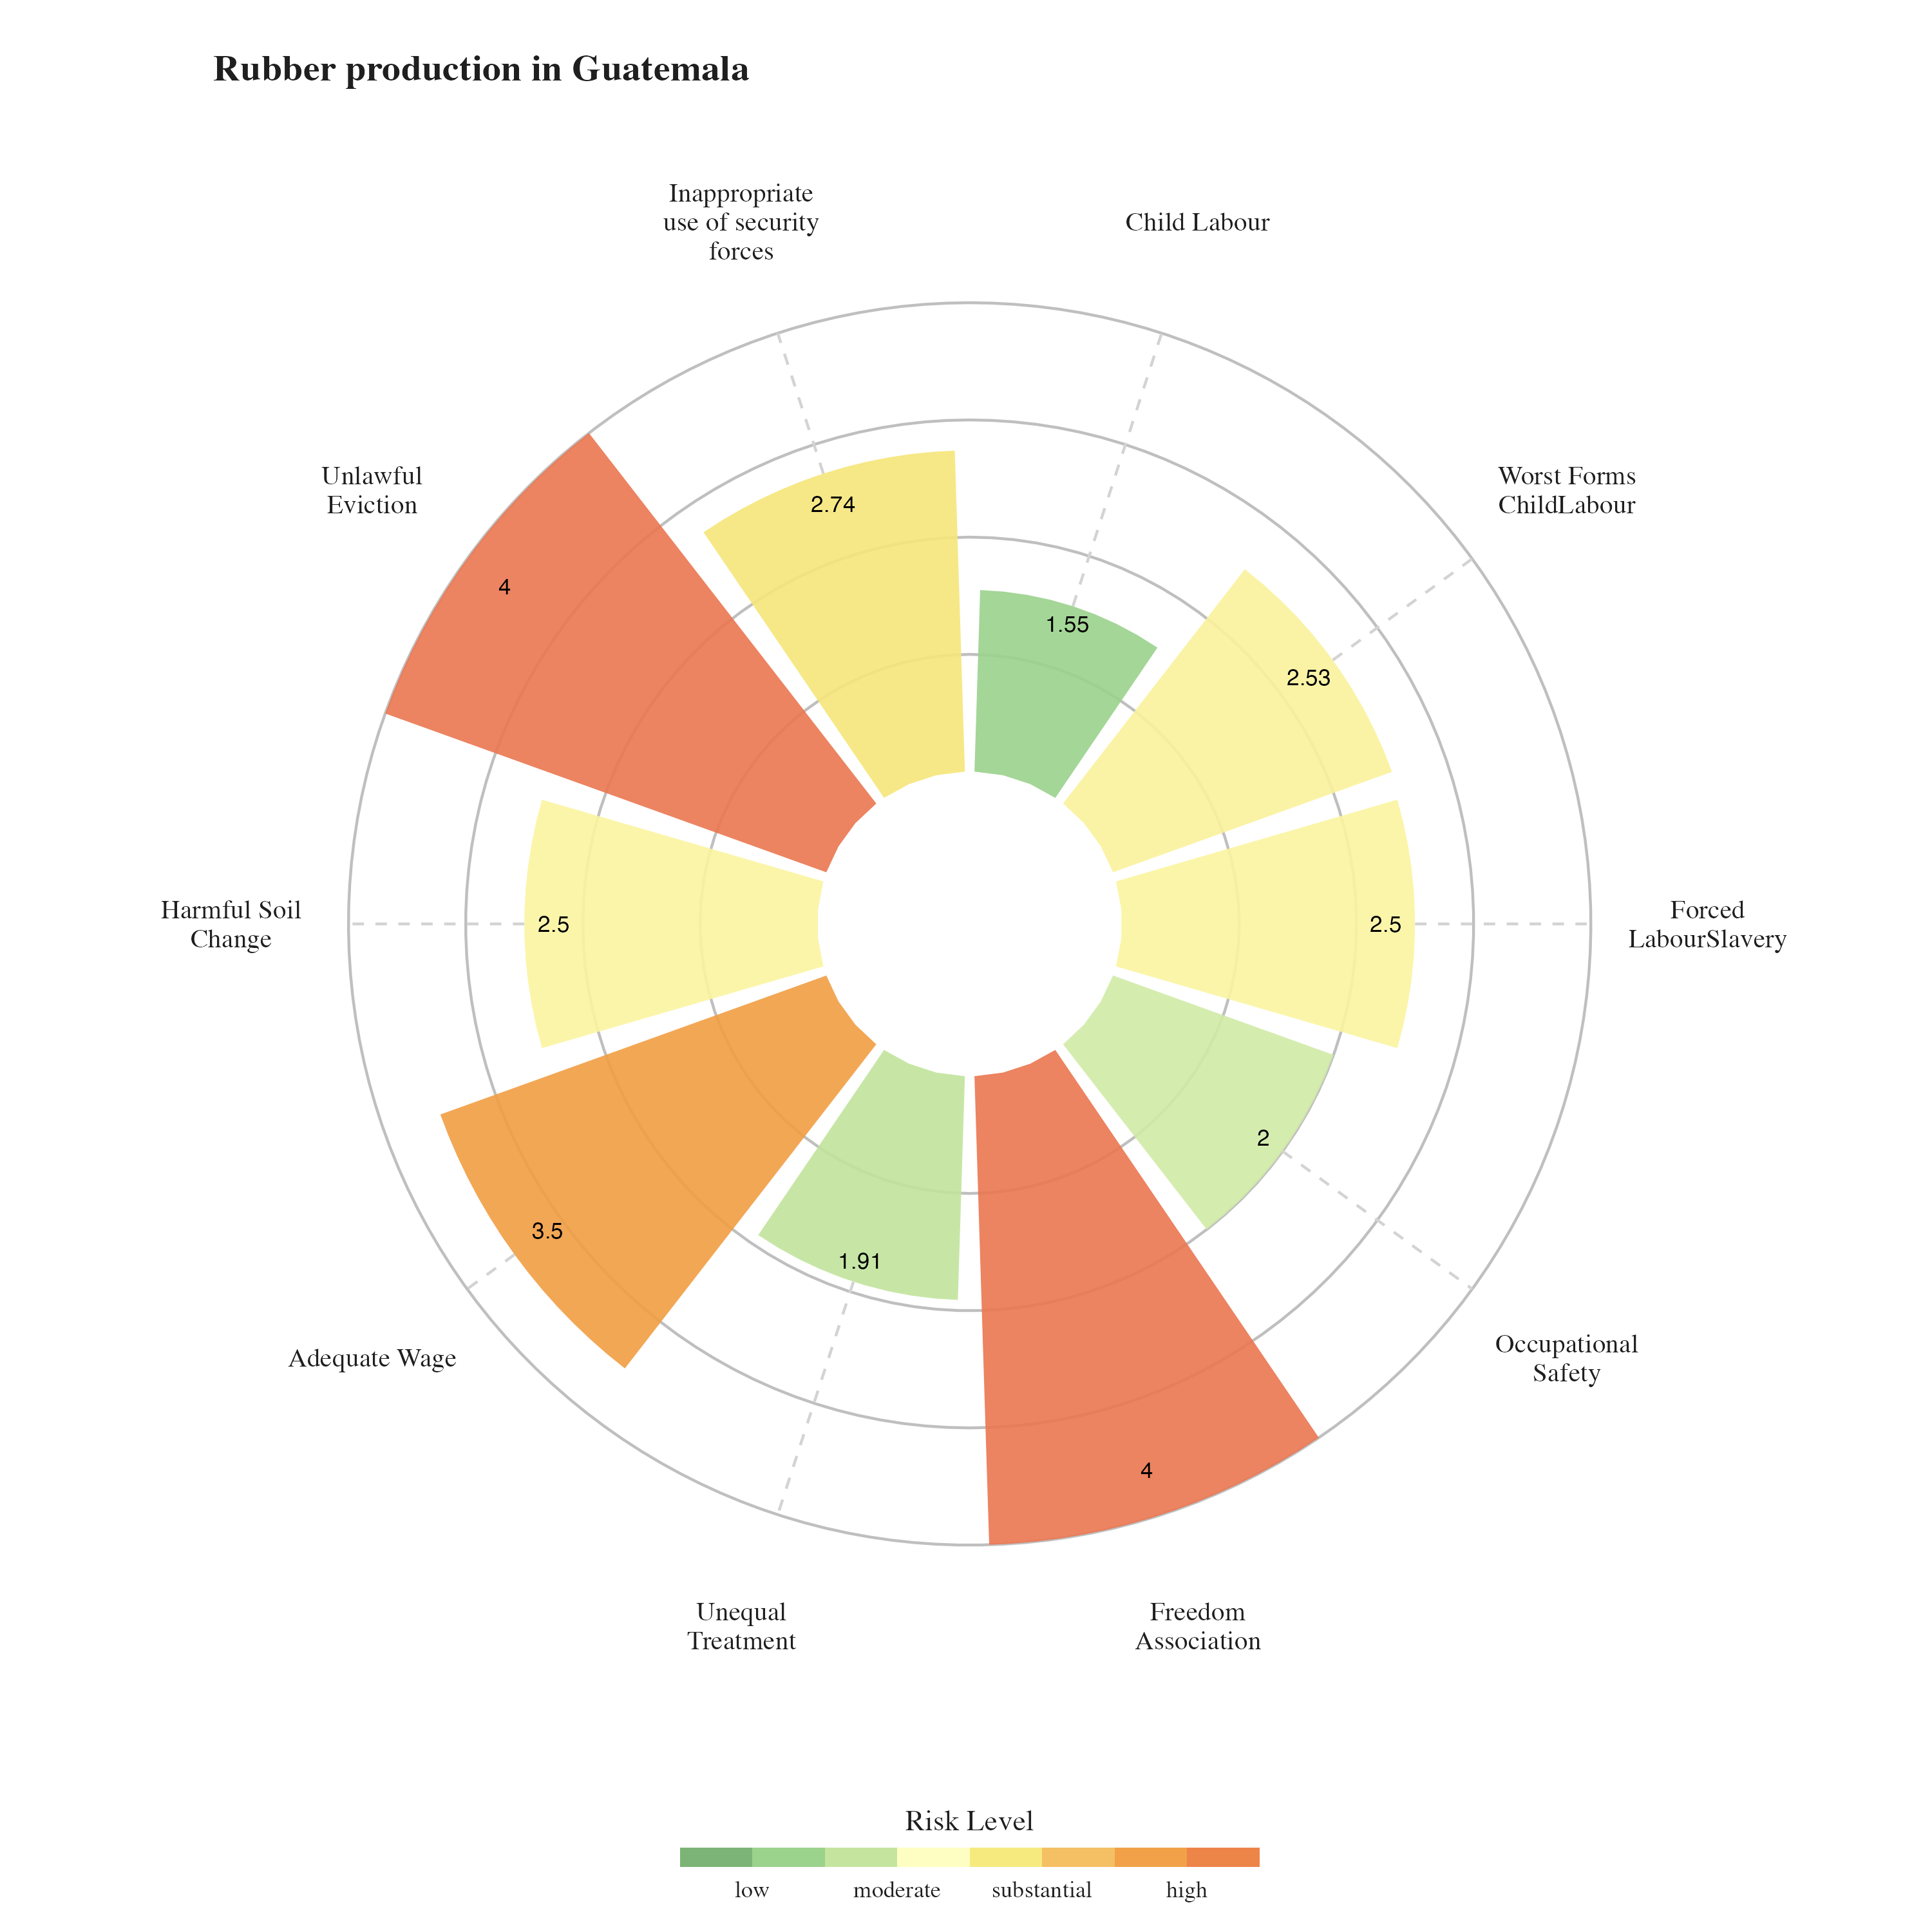 Rubber production in Guatemala
Inappropriate
use of security
forces
Child Labour
Unlawful
Eviction
Worst Forms
ChildLabour
2.74
4
1.55
2.53
Harmful Soil
Change
2.5
2.5
Forced
LabourSlavery
2
3.5
1.91
Adequate Wage
Occupational
Safety
4
Unequal
Treatment
Freedom
Association
Risk Level
low moderate substantial high